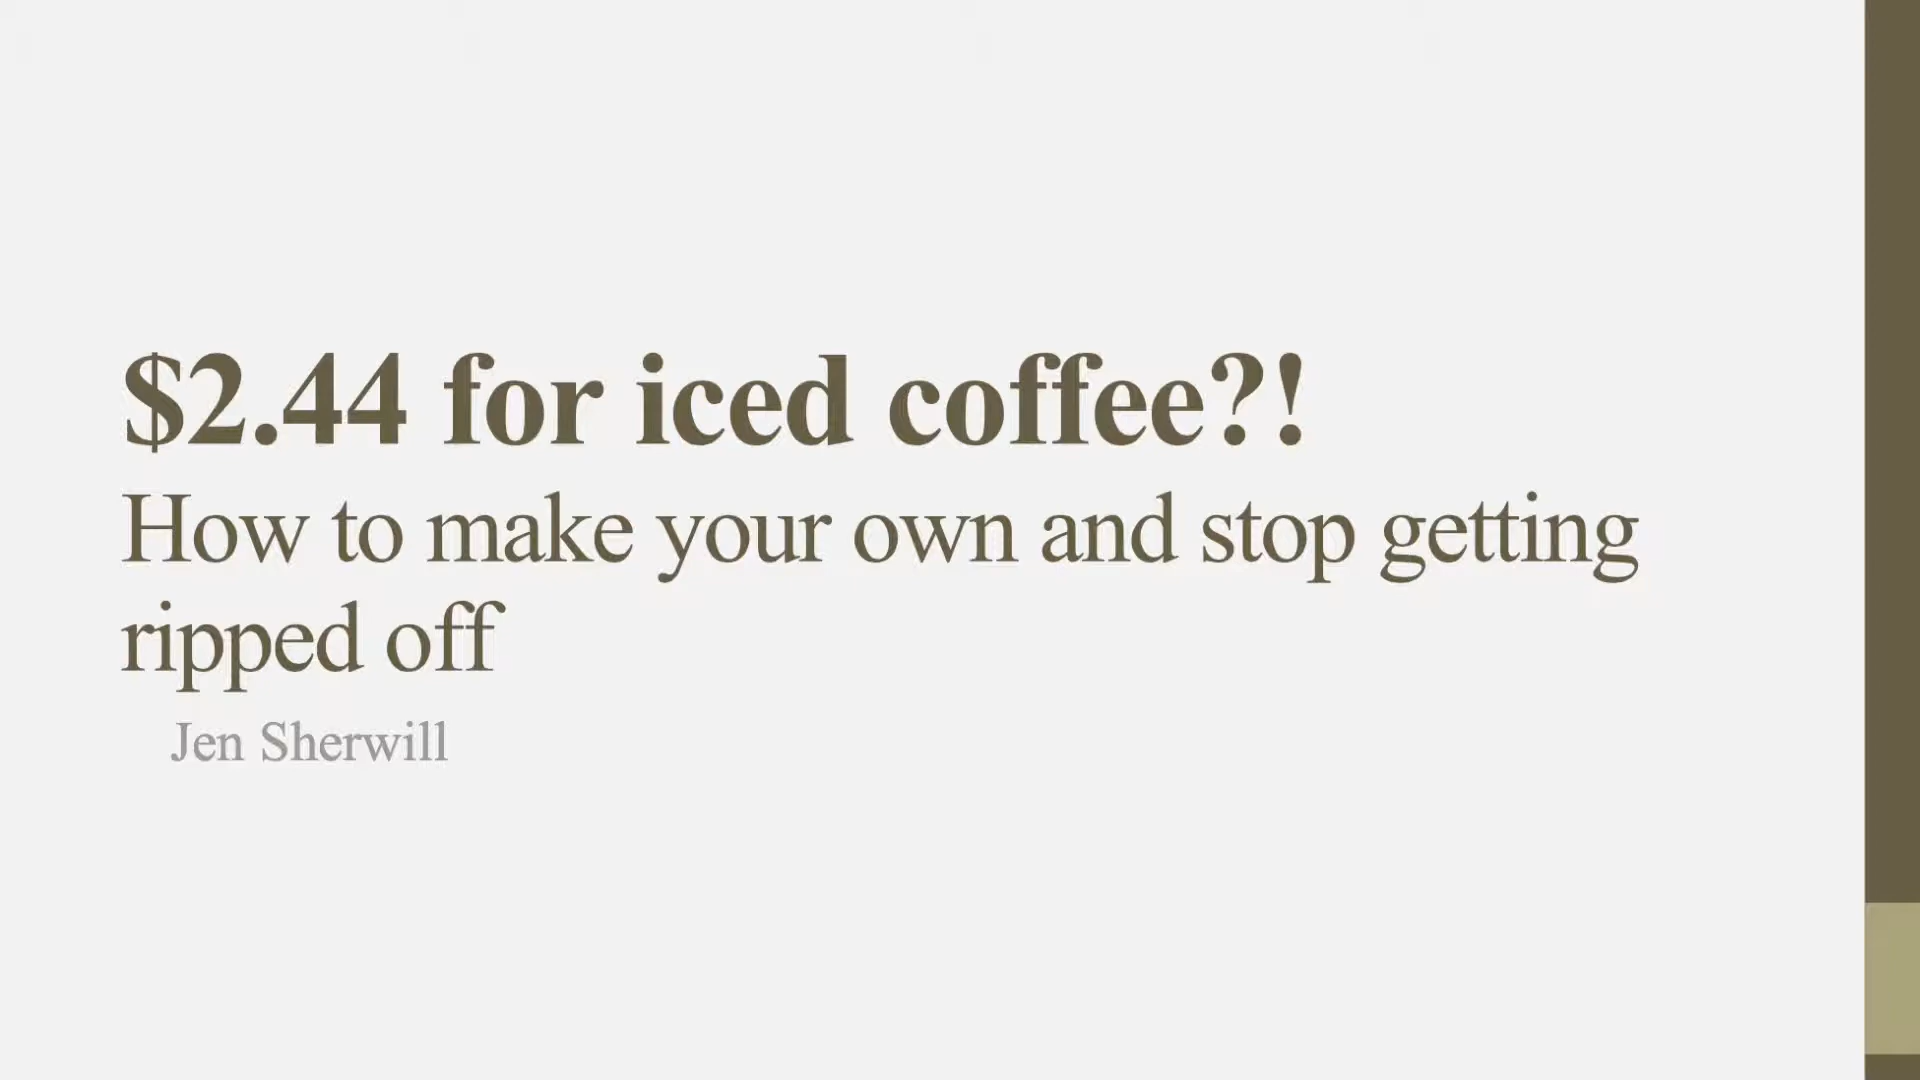 $2.44 for iced coffee?!
How to make your own and stop getting
ripped off
Jen Sherwill